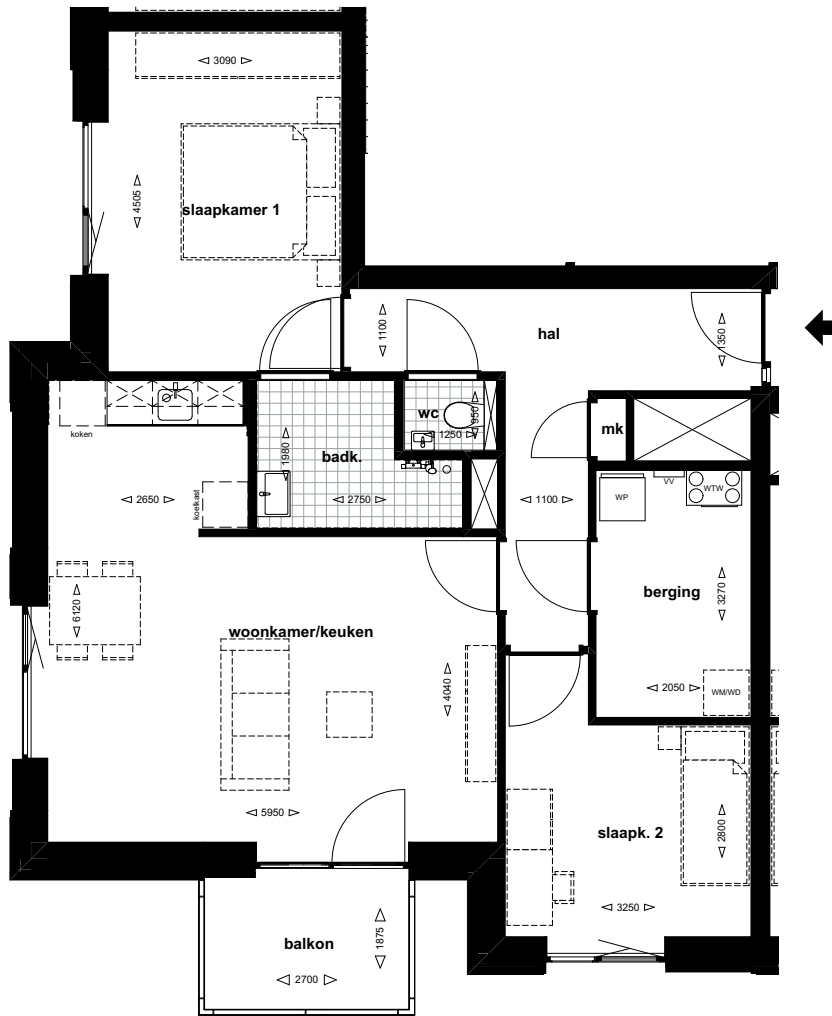 3090
4505
slaapkamer 1
1100
hal
1350
koken
wc
950
1250
mk
1980
badk.
2750
2650
koelkast
1100
WP
VV
WTW
6120
berging
3270
woonkamer/keuken
4040
2050
WM/WD
5950
slaapk. 2
2800
3250
balkon
1875
2700